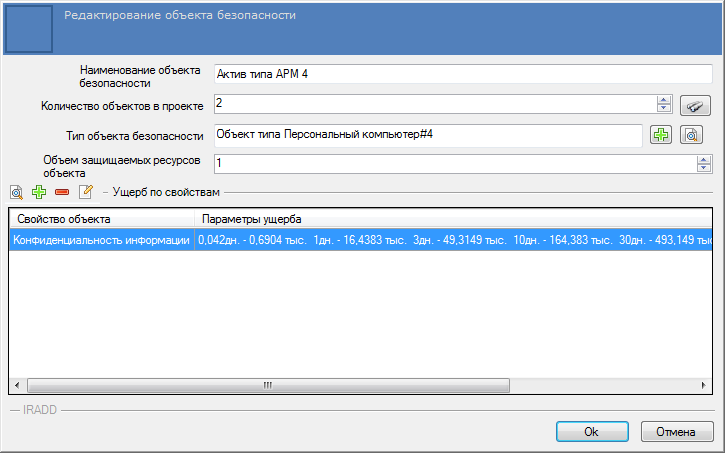 Редактирование объекта безопасности
Наименование объекта
безопасности
Актив типа АРМ 4
Количество объектов в проекте
2
Тип объекта безопасности
Объект типа Персональный компьютер#4
Объем защищаемых ресурсов
объекта
1
Ущерб по свойствам
Свойство объекта
Параметры ущерба
Конфиденциальность информации
0,042дн. - 0,6904 тыс. 1дн. - 16,4383 тыс. 3дн. - 49,3149 тыс. 10дн. - 164,383 тыс. 30дн. - 493,149 тыс
IRADD
Ok
Отмена